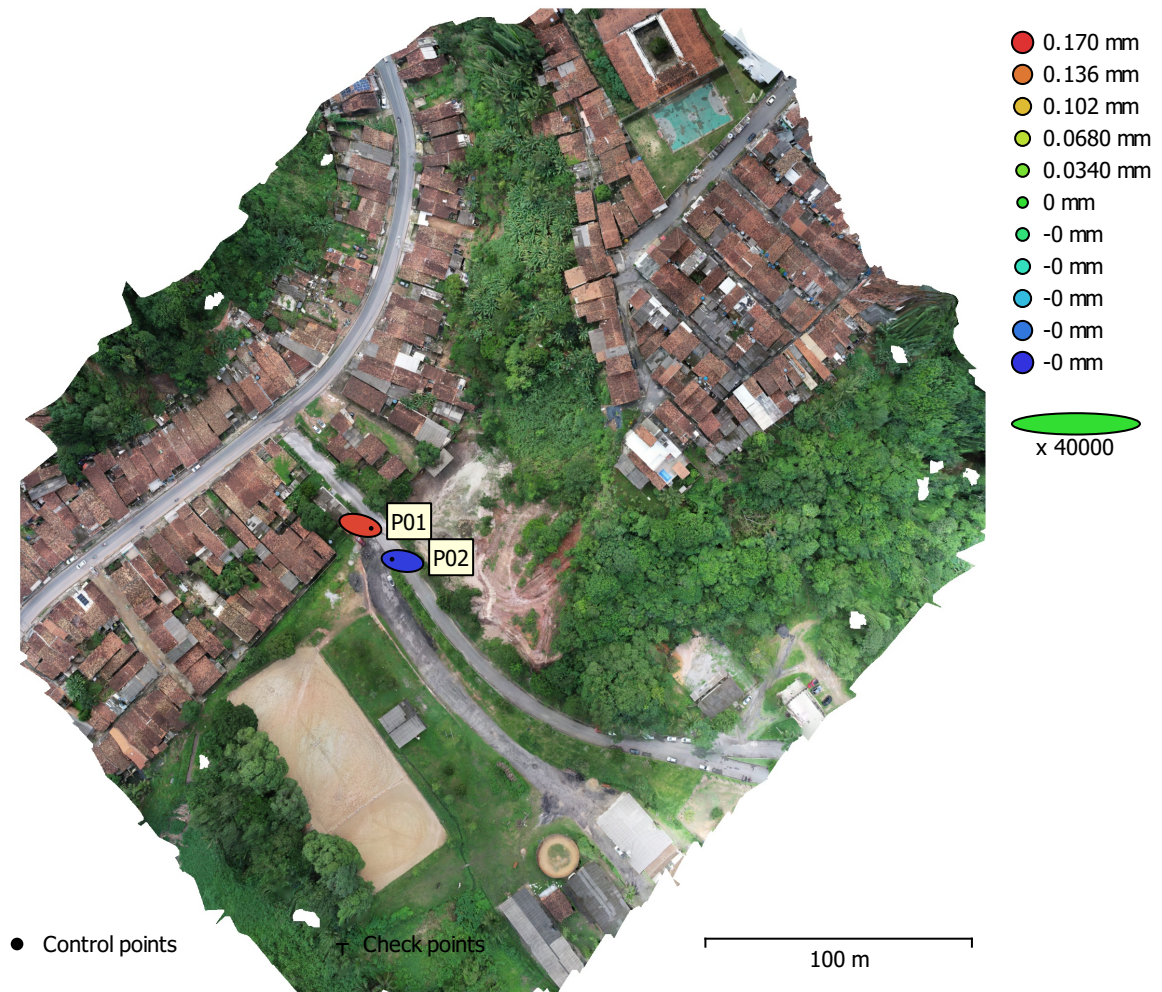 0.170 mm
0.136 mm
0.102 mm
0.0680 mm
0.0340 mm
0 mm
-0 mm
-0 mm
-0 mm
-0 mm
-0 mm
x 40000
P01
P02
Control points
Check points
100 m